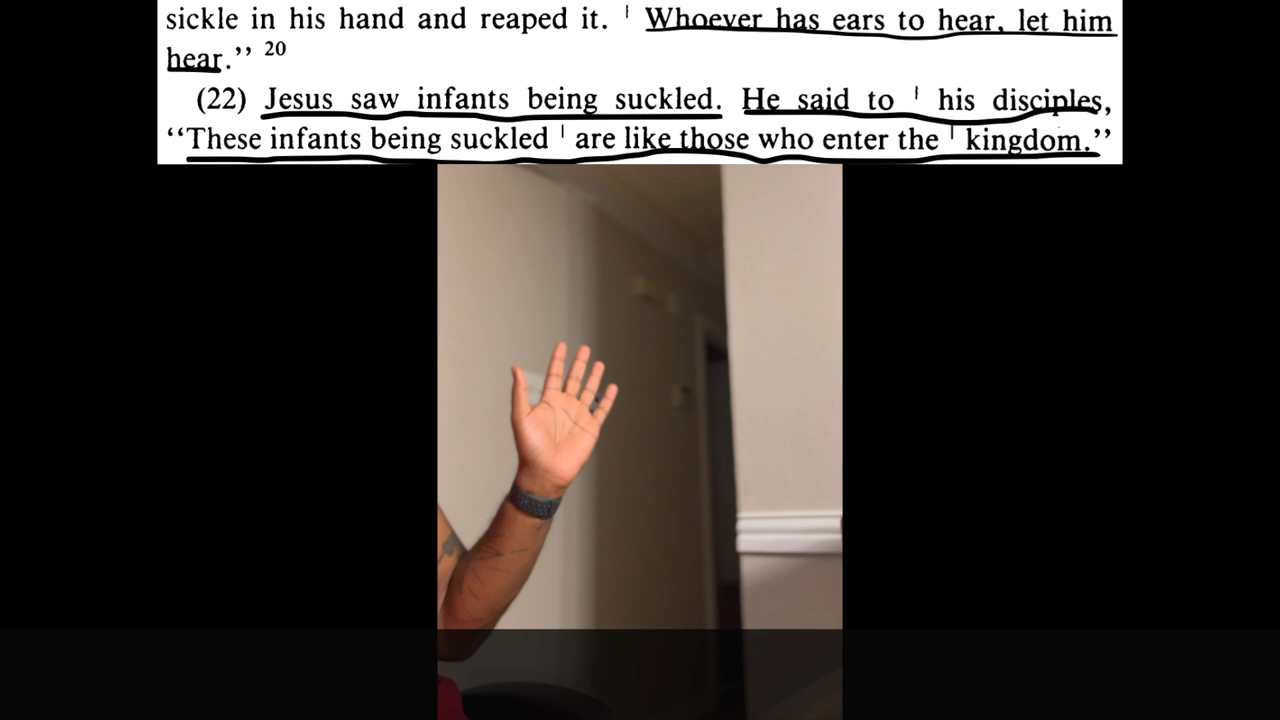 sickle in his hand and reaped it. ˡ Whoever has ears to hear, let him
hear.’’ 20
(22) Jesus saw infants being suckled. He said to ˡ his disciples,
‘‘These infants being suckled ˡ are like those who enter the ˡ kingdom.’’